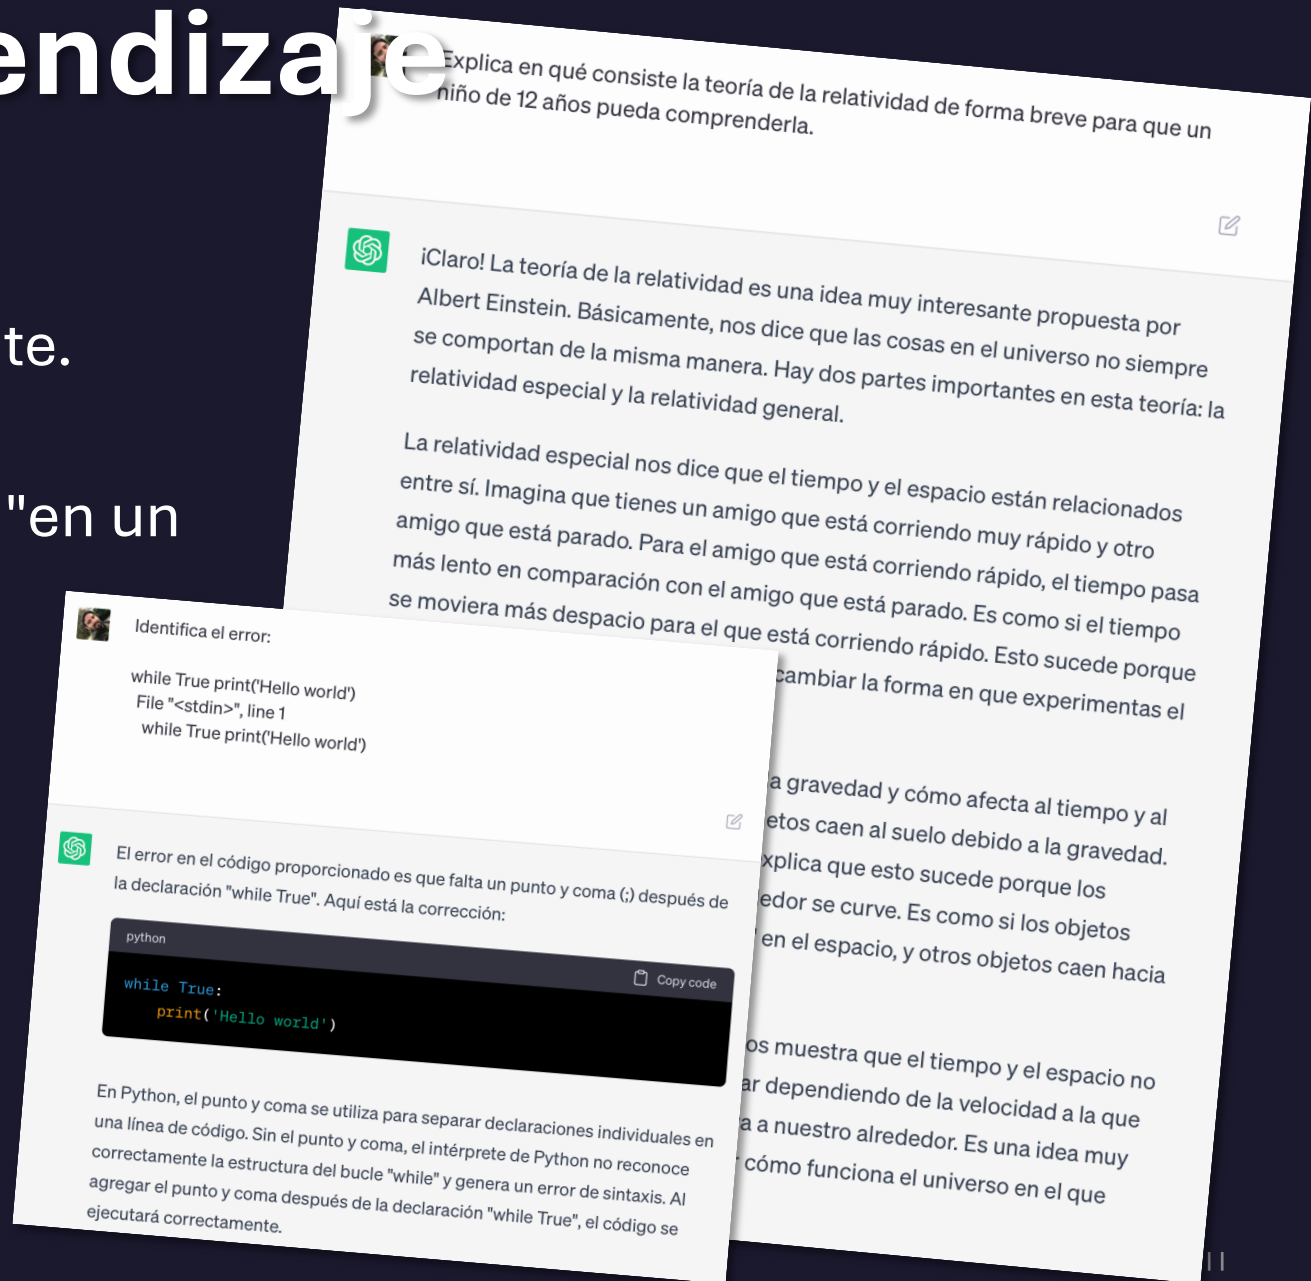 endizaje
te.
"en un
Explica en qué consiste la teoría de la relatividad de forma breve para que un
niño de 12 años pueda comprenderla.
¡Claro! La teoría de la relatividad es una idea muy interesante propuesta por
Albert Einstein. Básicamente, nos dice que las cosas en el universo no siempre
se comportan de la misma manera. Hay dos partes importantes en esta teoría: la
relatividad especial y la relatividad general.
La relatividad especial nos dice que el tiempo y el espacio están relacionados
entre sí. Imagina que tienes un amigo que está corriendo muy rápido y otro
amigo que está parado. Para el amigo que está corriendo rápido, el tiempo pasa
más lento en comparación con el amigo que está parado. Es como si el tiempo
se moviera más despacio para el que está corriendo rápido. Esto sucede porque
cambiar la forma en que experimentas el
a gravedad y cómo afecta al tiempo y al
etos caen al suelo debido a la gravedad.
xplica que esto sucede porque los
edor se curve. Es como si los objetos
en el espacio, y otros objetos caen hacia
os muestra que el tiempo y el espacio no
ar dependiendo de la velocidad a la que
a a nuestro alrededor. Es una idea muy
r cómo funciona el universo en el que
Identifica el error:
while True print('Hello world')
File "<stdin>", line 1
while True print('Hello world')
El error en el código proporcionado es que falta un punto y coma (;) después de
la declaración "while True". Aquí está la corrección:
python
Copy code
while True:
print('Hello world')
En Python, el punto y coma se utiliza para separar declaraciones individuales en
una línea de código. Sin el punto y coma, el intérprete de Python no reconoce
correctamente la estructura del bucle "while" y genera un error de sintaxis. Al
agregar el punto y coma después de la declaración "while True", el código se
ejecutará correctamente.
11